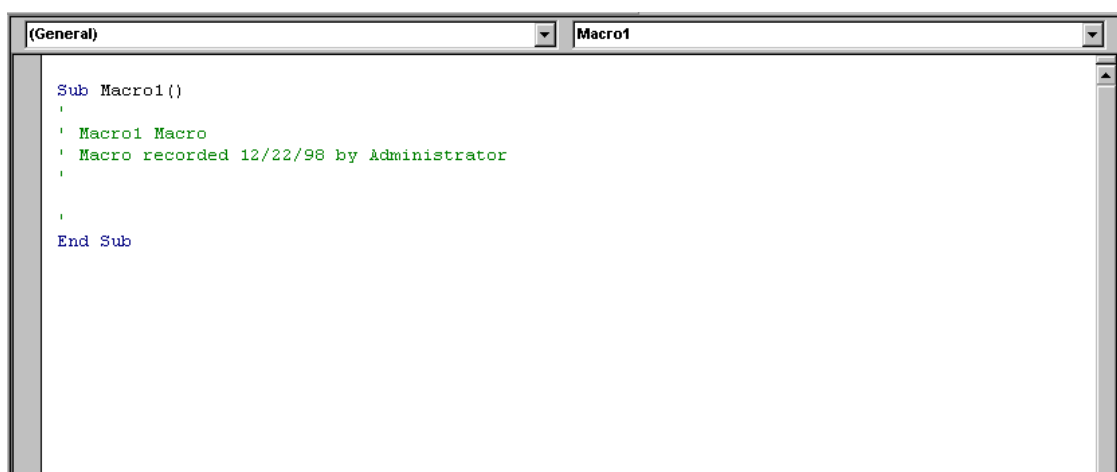 (General)
Macro1
Sub Macro1()
'
' Macro1 Macro
' Macro recorded 12/22/98 by Administrator
'
'
End Sub